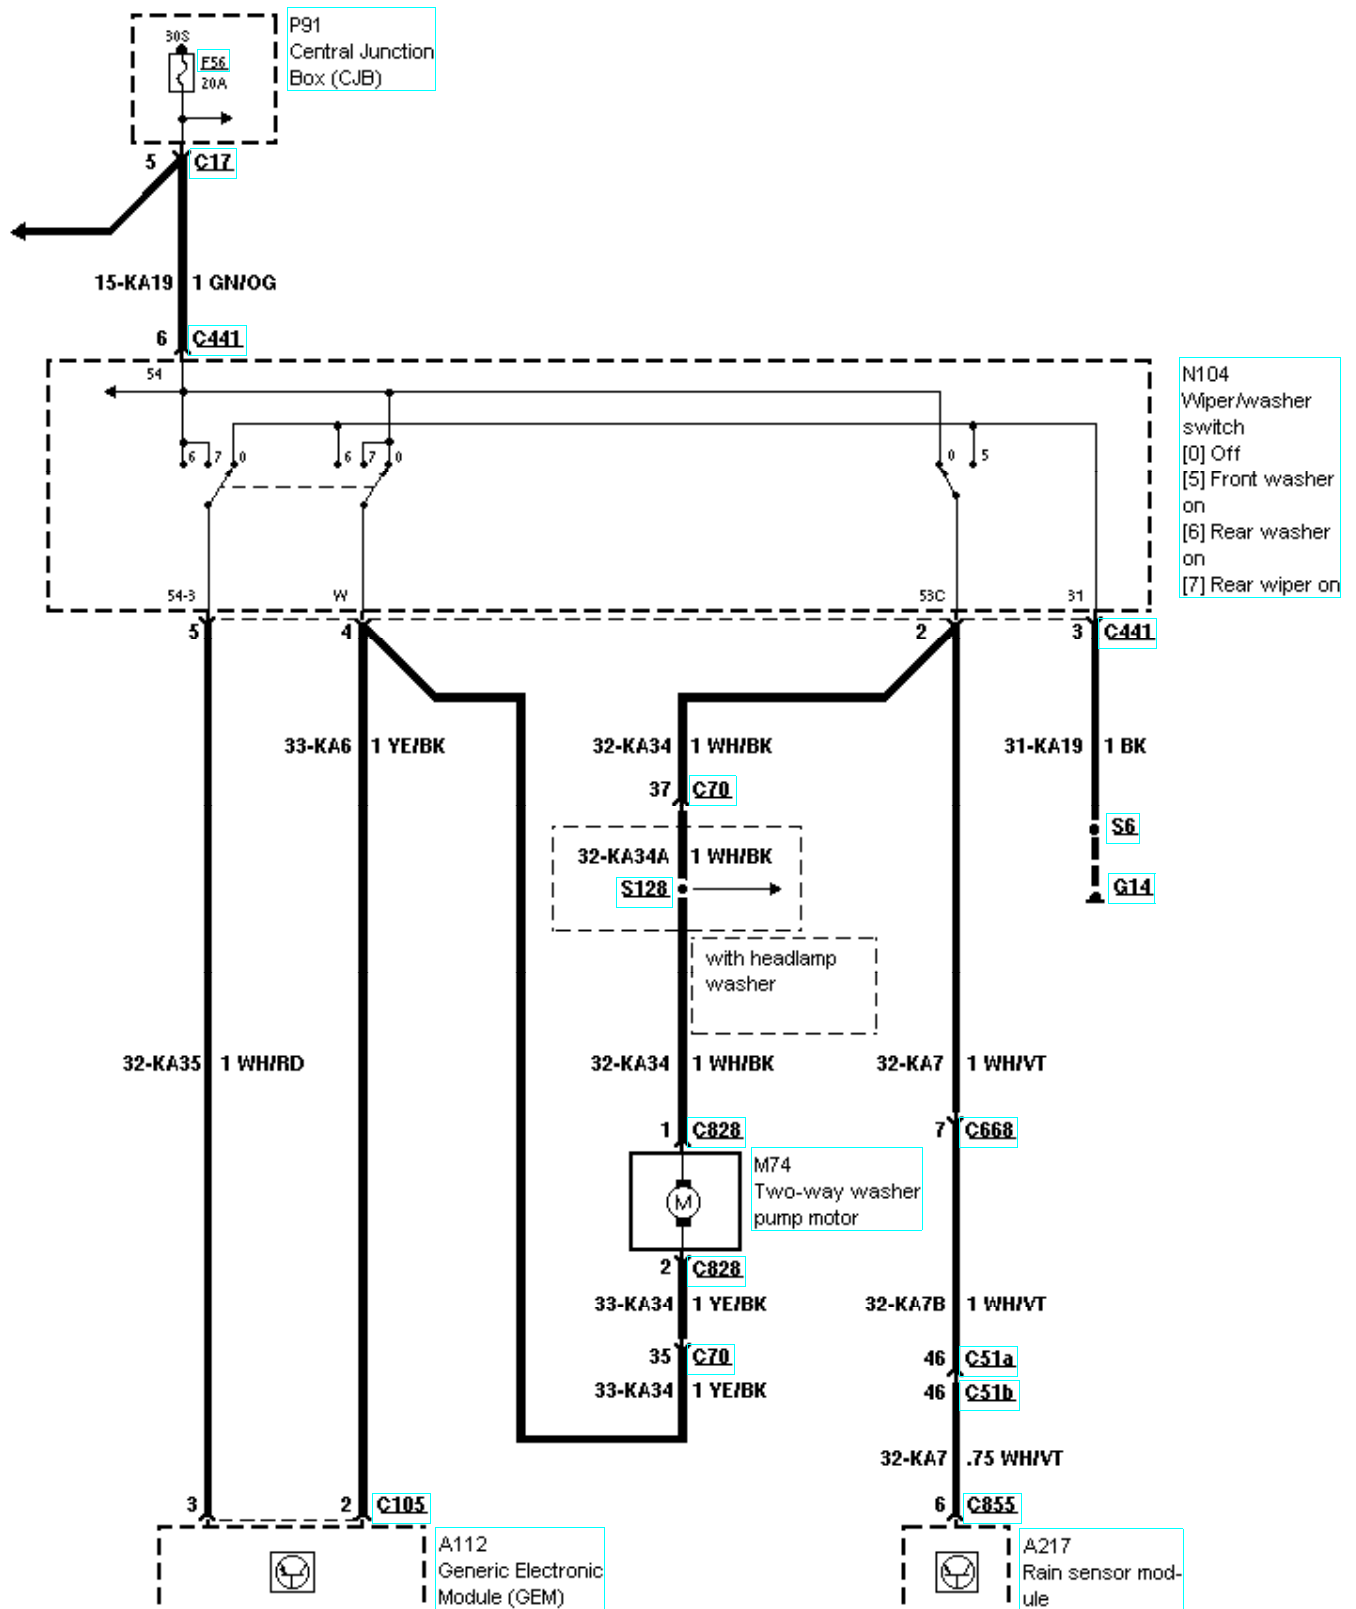 P91
Central Junction
Box (CJB)
30S
F56
20A
5 C17
15-KA19 1 GN/OG
6 C441
54
N104
Wiper/washer
switch
[0] Off
[5] Front washer
on
[6] Rear washer
on
[7] Rear wiper on
6 7 0 6 7 0 0 5
54-3 W 53C 31
5 4 2 3 C441
33-KA6 1 YE/BK 32-KA34 1 WH/BK 31-KA19 1 BK
37 C70
S6
32-KA34A 1 WH/BK
S128
G14
with headlamp
washer
32-KA35 1 WH/RD 32-KA34 1 WH/BK 32-KA7 1 WH/VT
1 C828 7 C668
M74
Two-way washer
pump motor
M
2 C828
33-KA34 1 YE/BK 32-KA7B 1 WH/VT
35 C70 46 C51a
33-KA34 1 YE/BK 46 C51b
32-KA7 .75 WH/VT
3 2 C105 6 C855
A112
Generic Electronic
Module (GEM)
A217
Rain sensor mod-
ule